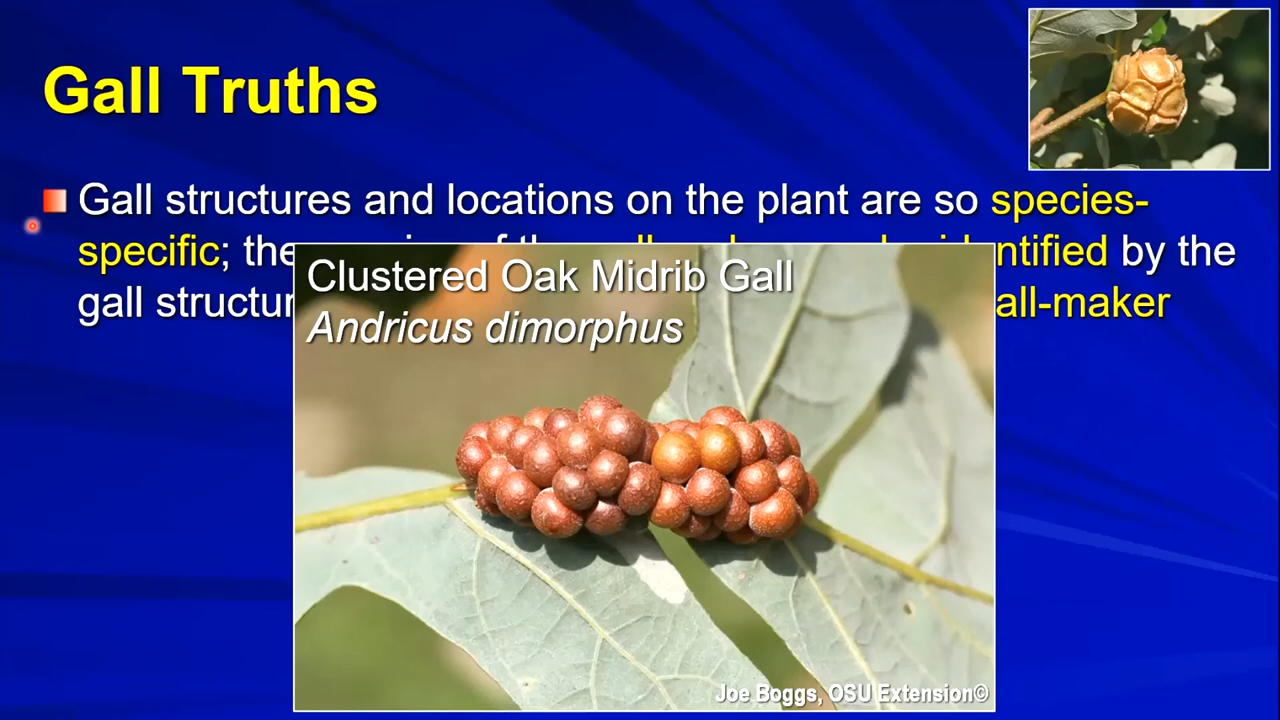 Gall Truths
Gall structures and locations on the plant are so species-
specific; the ntified by the
gall structur all-maker
Clustered Oak Midrib Gall
Andricus dimorphus
Joe Boggs, OSU Extension©